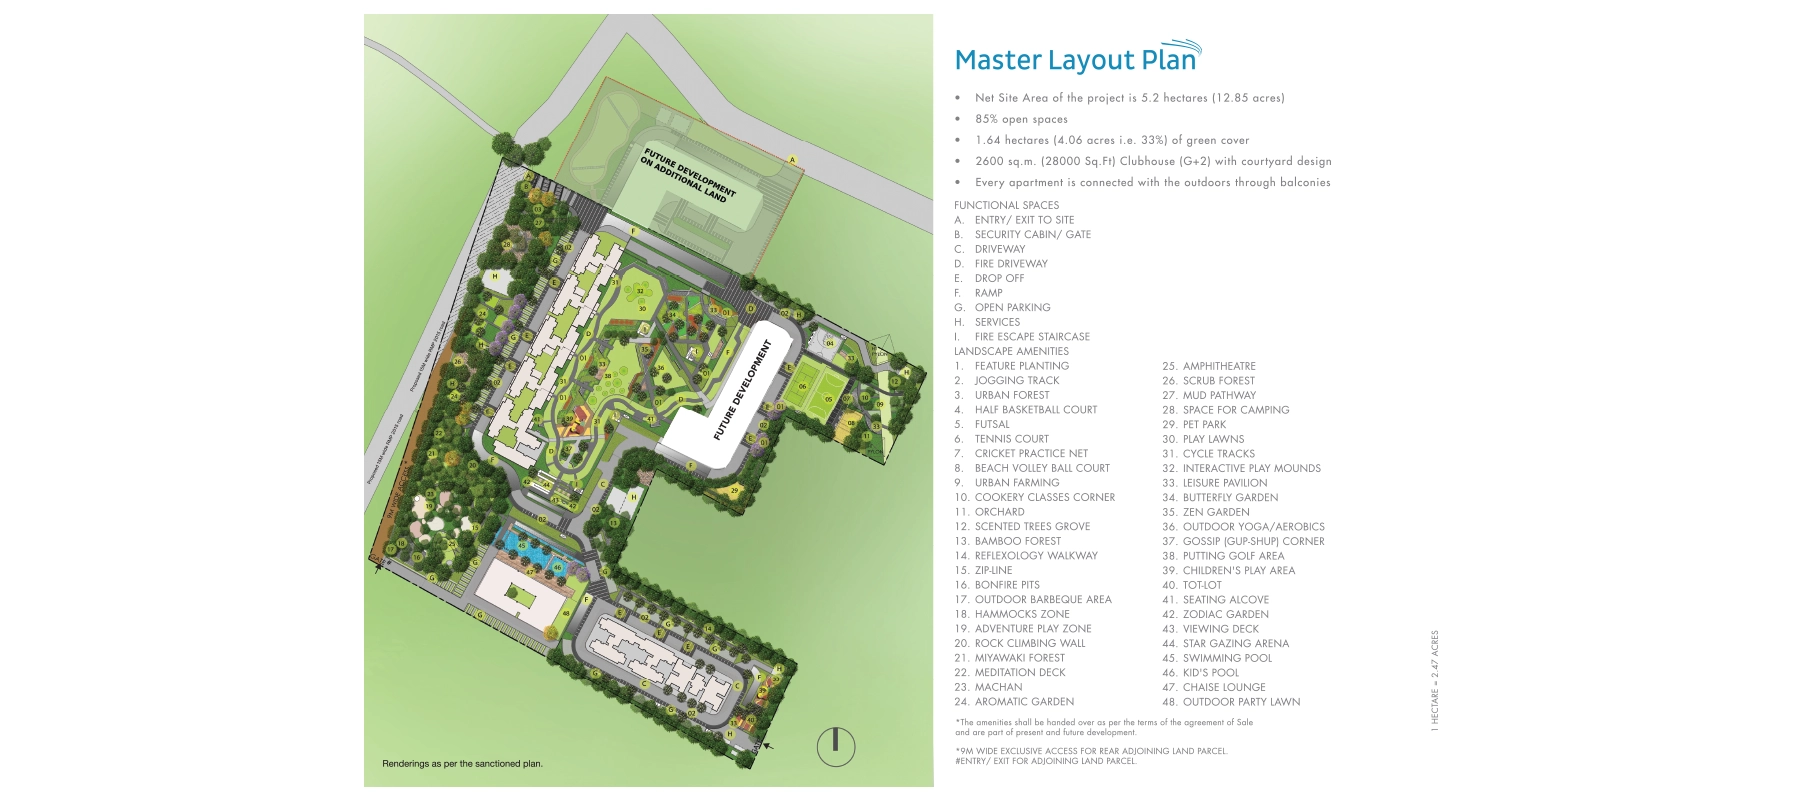 Master Layout Plan
• Net Site Area of the project is 5.2 hectares (12.85 acres)
• 85% open spaces
• 1.64 hectares (4.06 acres i.e. 33%) of green cover
• 2600 sq.m. (28000 Sq.Ft) Clubhouse (G+2) with courtyard design
• Every apartment is connected with the outdoors through balconies
FUNCTIONAL SPACES
A. ENTRY/ EXIT TO SITE
B. SECURITY CABIN/ GATE
C. DRIVEWAY
D. FIRE DRIVEWAY
E. DROP OFF
F. RAMP
G. OPEN PARKING
H. SERVICES
I. FIRE ESCAPE STAIRCASE
LANDSCAPE AMENITIES
1. FEATURE PLANTING
2. JOGGING TRACK
3. URBAN FOREST
4. HALF BASKETBALL COURT
5. FUTSAL
6. TENNIS COURT
7. CRICKET PRACTICE NET
8. BEACH VOLLEY BALL COURT
9. URBAN FARMING
10. COOKERY CLASSES CORNER
11. ORCHARD
12. SCENTED TREES GROVE
13. BAMBOO FOREST
14. REFLEXOLOGY WALKWAY
15. ZIP-LINE
16. BONFIRE PITS
17. OUTDOOR BARBEQUE AREA
18. HAMMOCKS ZONE
19. ADVENTURE PLAY ZONE
20. ROCK CLIMBING WALL
21. MIYAWAKI FOREST
22. MEDITATION DECK
23. MACHAN
24. AROMATIC GARDEN
25. AMPHITHEATRE
26. SCRUB FOREST
27. MUD PATHWAY
28. SPACE FOR CAMPING
29. PET PARK
30. PLAY LAWNS
31. CYCLE TRACKS
32. INTERACTIVE PLAY MOUNDS
33. LEISURE PAVILION
34. BUTTERFLY GARDEN
35. ZEN GARDEN
36. OUTDOOR YOGA/AEROBICS
37. GOSSIP (GUP-SHUP) CORNER
38. PUTTING GOLF AREA
39. CHILDREN'S PLAY AREA
40. TOT-LOT
41. SEATING ALCOVE
42. ZODIAC GARDEN
43. VIEWING DECK
44. STAR GAZING ARENA
45. SWIMMING POOL
46. KID'S POOL
47. CHAISE LOUNGE
48. OUTDOOR PARTY LAWN
*The amenities shall be handed over as per the terms of the agreement of Sale
and are part of present and future development.
*9M WIDE EXCLUSIVE ACCESS FOR REAR ADJOINING LAND PARCEL.
#ENTRY/ EXIT FOR ADJOINING LAND PARCEL.
1 HECTARE = 2.47 ACRES
FUTURE DEVELOPMENT
ON ADDITIONAL LAND
FUTURE DEVELOPMENT
Renderings as per the sanctioned plan.